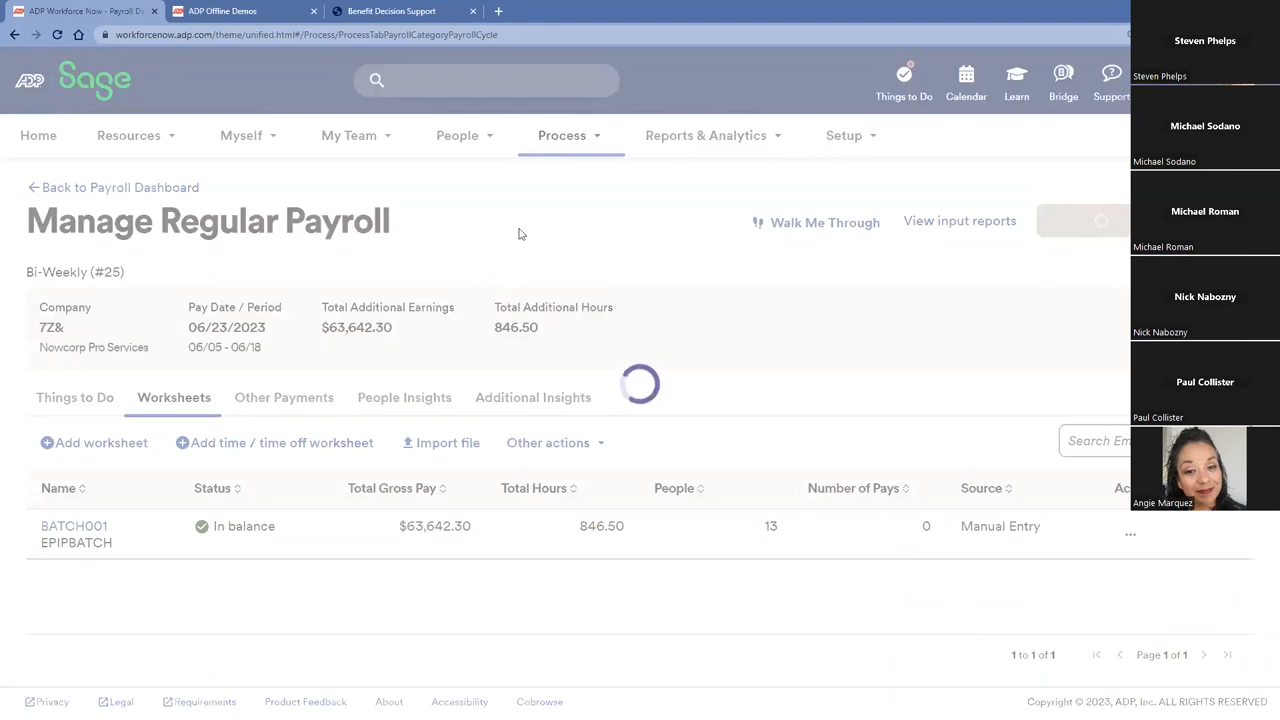 ADP Workforce Now - Payroll Da
ADP Offline Demos
Benefit Decision Support
workforcenow.adp.com/theme/unified.html#/Process/ProcessTabPayrollCategoryPayrollCycle
ADP
Sage
Things to Do
Calendar
Learn
Bridge
Support
Home
Resources
Myself
My Team
People
Process
Reports & Analytics
Setup
Back to Payroll Dashboard
Manage Regular Payroll
Walk Me Through
View input reports
Bi-Weekly (#25)
Company
Pay Date / Period
Total Additional Earnings
Total Additional Hours
7Z&
06/23/2023
$63,642.30
846.50
Nowcorp Pro Services
06/05 - 06/18
Things to Do
Worksheets
Other Payments
People Insights
Additional Insights
Add worksheet
Add time / time off worksheet
Import file
Other actions
Search Em
Name
Status
Total Gross Pay
Total Hours
People
Number of Pays
Source
Ac
BATCH001
EPIPBATCH
In balance
$63,642.30
846.50
13
0
Manual Entry
...
1 to 1 of 1
Page 1 of 1
Privacy
Legal
Requirements
Product Feedback
About
Accessibility
Cobrowse
Copyright © 2023, ADP, Inc. ALL RIGHTS RESERVED
Steven Phelps
Steven Phelps
Michael Sodano
Michael Sodano
Michael Roman
Michael Roman
Nick Nabozny
Nick Nabozny
Paul Collister
Paul Collister
Angie Marquez